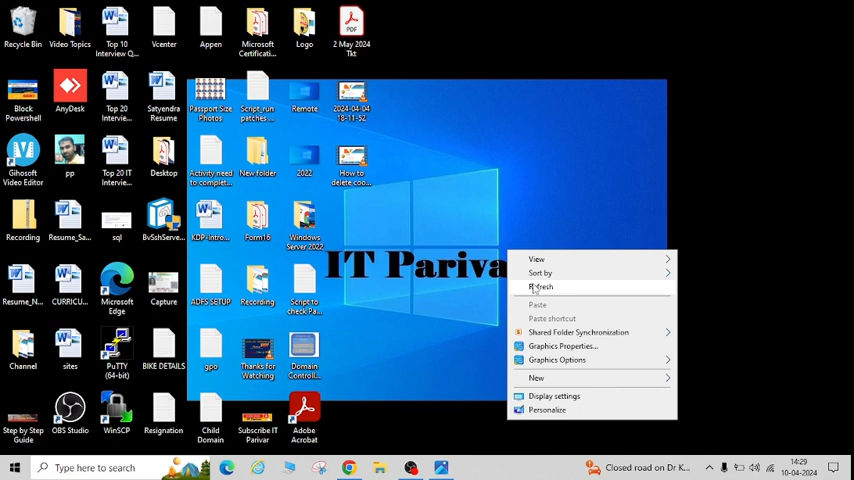 Recycle Bin
Video Topics
Top 10
Interview Q...
Vcenter
Appen
Microsoft
Certificati...
Logo
PDF
2 May 2024
Tkt
Block
Powershell
AnyDesk
Top 20
Intervie...
Satyendra
Resume
Passport Size
Photos
Script_run
patches ...
Remote
2024-04-04
18-11-52
Gihosoft
Video Editor
pp
Top 20 IT
Intervie...
Desktop
Activity need
to complet...
New folder
2022
How to
delete coo...
Recording
Resume_Sa...
sql
BvSshServe...
KDP-Intro...
Form16
Windows
Server 2022
IT Pariva
Resume_N...
CURRICU...
Microsoft
Edge
Capture
ADFS SETUP
Recording
Script to
check Pa...
Channel
sites
PuTTY
(64-bit)
BIKE DETAILS
gpo
Thanks for
Watching
Domain
Controll...
Step by Step
Guide
OBS Studio
WinSCP
Resignation
Child
Domain
Subscribe IT
Parivar
Adobe
Acrobat
View
Sort by
Refresh
Paste
Paste shortcut
Shared Folder Synchronization
Graphics Properties...
Graphics Options
New
Display settings
Personalize
Type here to search
Closed road on Dr K...
14:29
10-04-2024